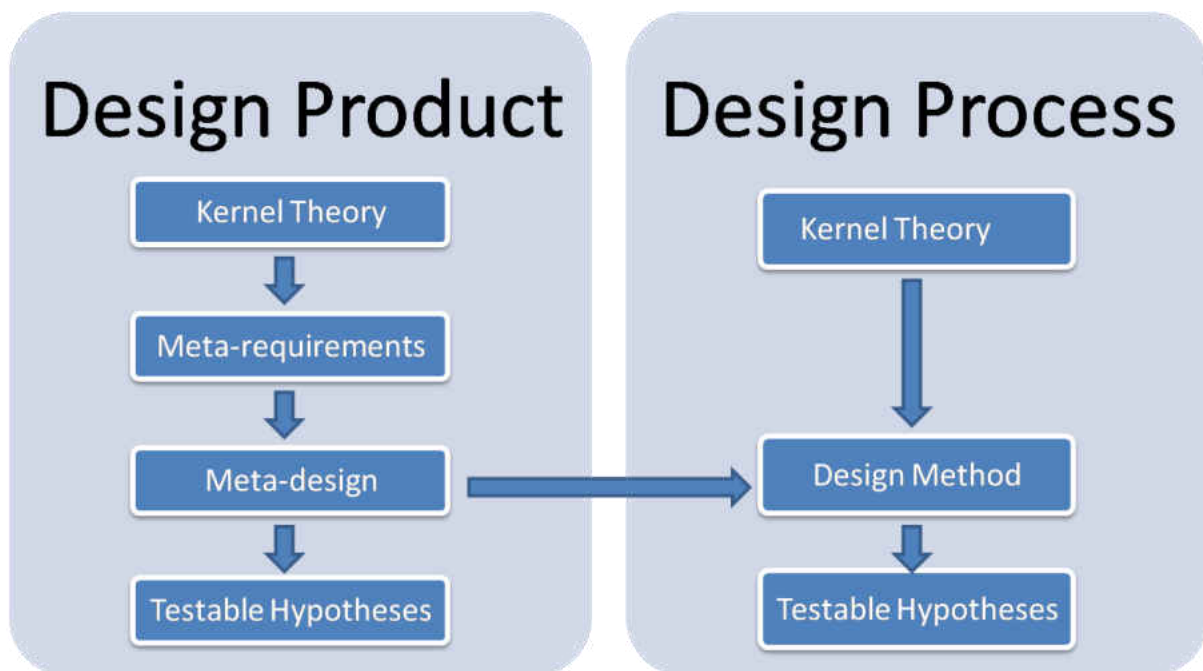 Design Product
Kernel Theory
Meta-requirements
Meta-design
Testable Hypotheses
Design Process
Kernel Theory
Design Method
Testable Hypotheses